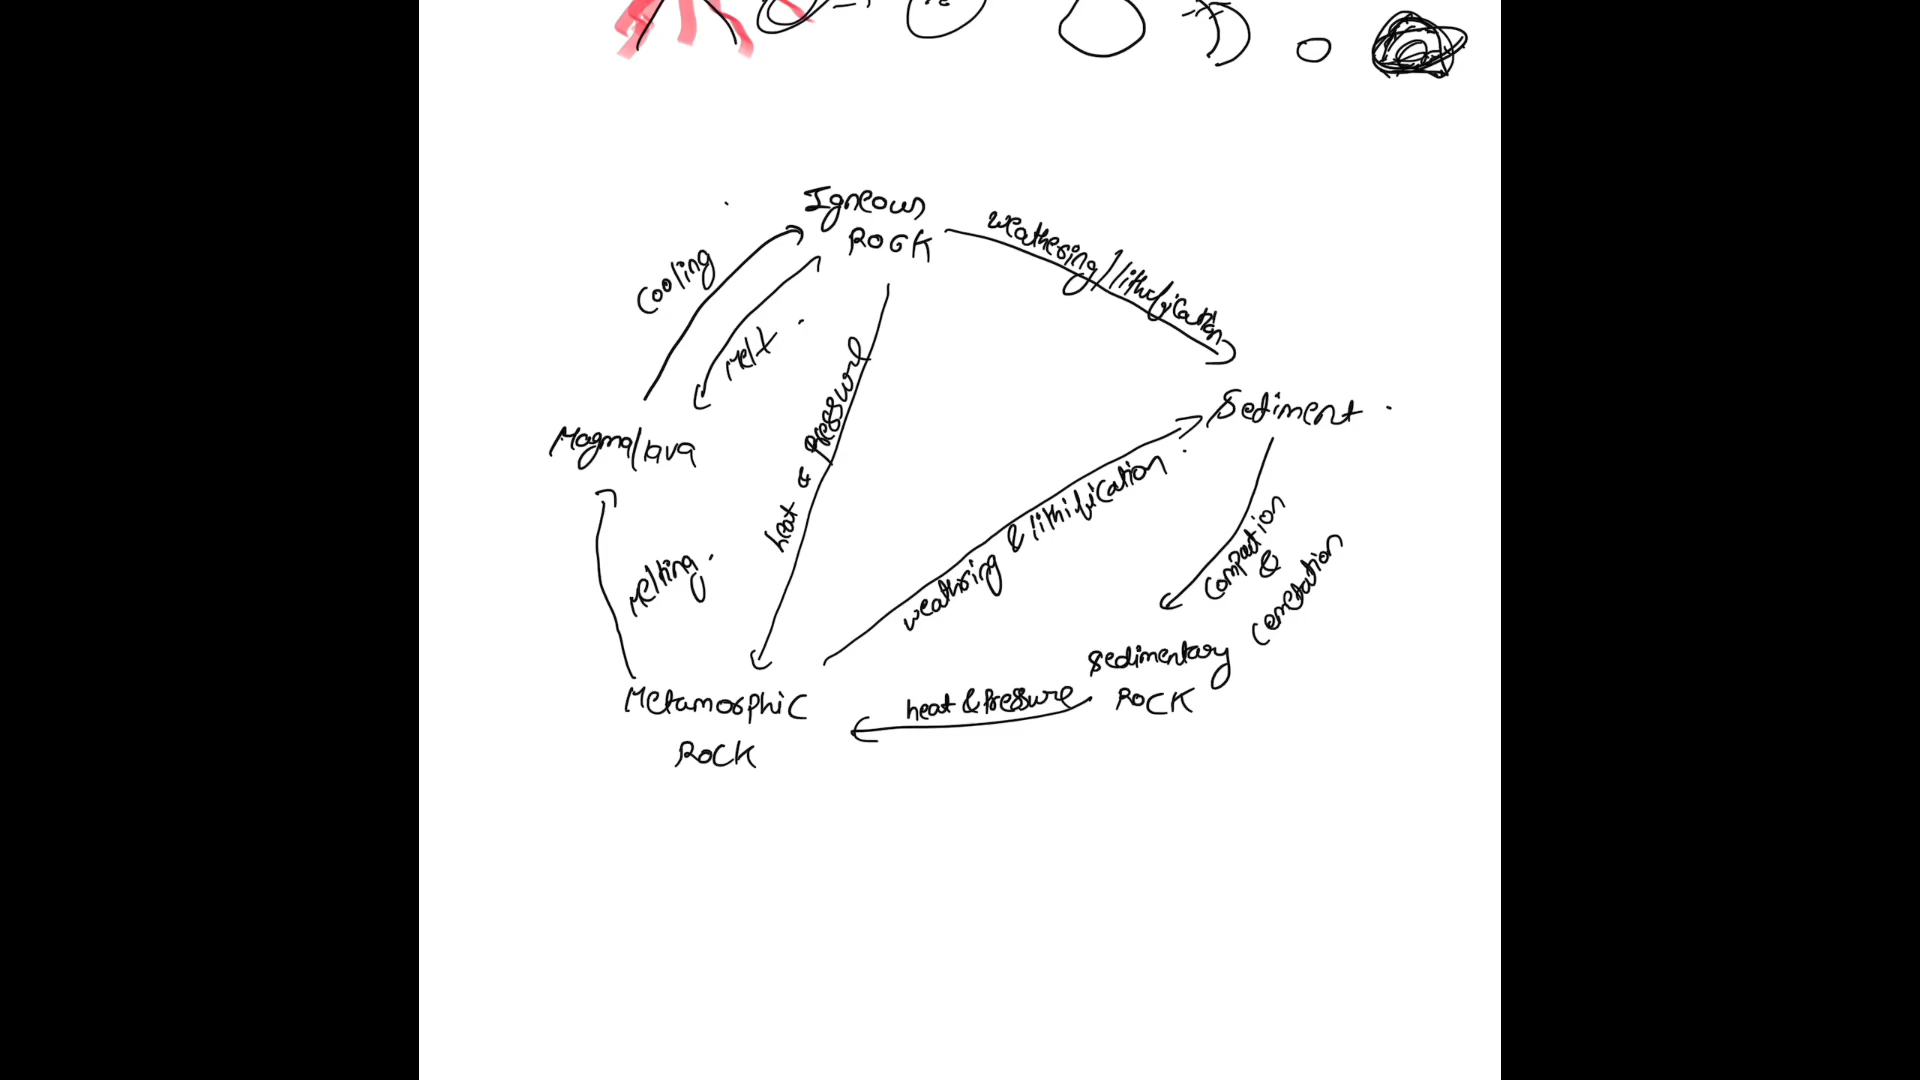 Igneous
ROCK
weathering/lithification
cooling
melt
Magma/lava
heat & pressure
Sediment
weathering & lithification
compaction
&
cementation
Melting
sedimentary
ROCK
heat & Pressure
Metamorphic
ROCK